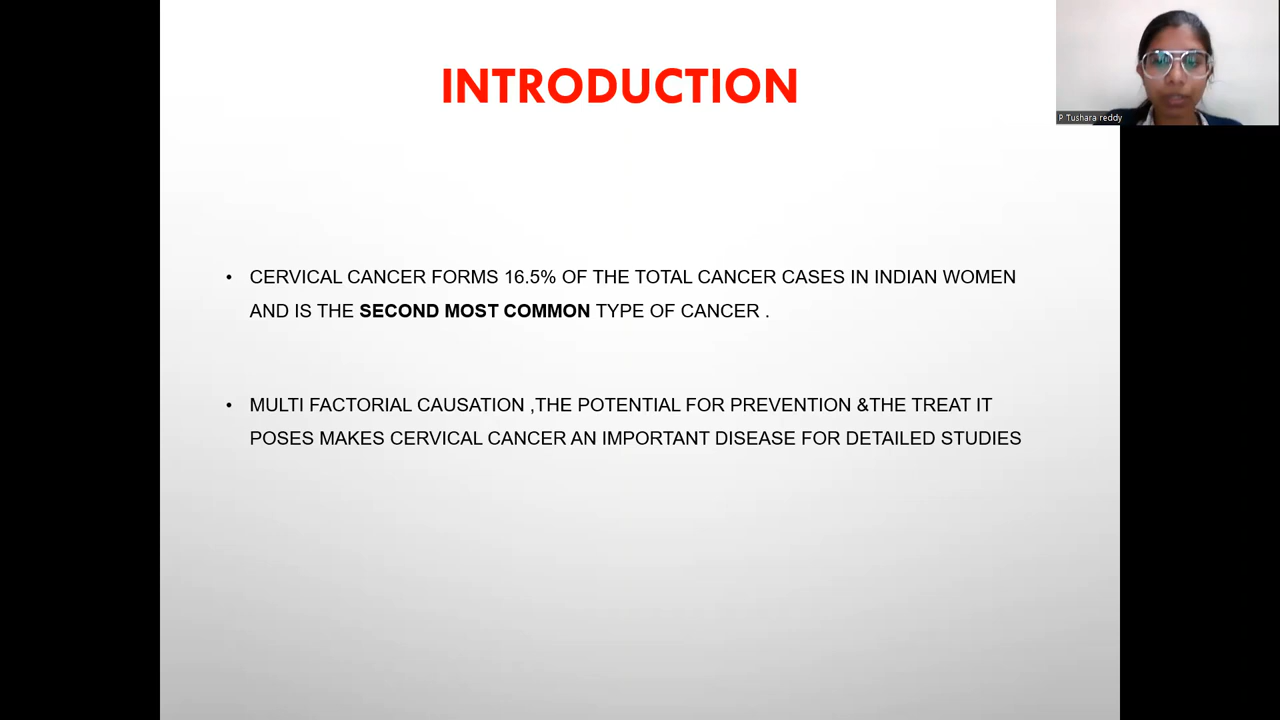 INTRODUCTION
P Tushara reddy
• CERVICAL CANCER FORMS 16.5% OF THE TOTAL CANCER CASES IN INDIAN WOMEN
AND IS THE SECOND MOST COMMON TYPE OF CANCER .
• MULTI FACTORIAL CAUSATION ,THE POTENTIAL FOR PREVENTION &THE TREAT IT
POSES MAKES CERVICAL CANCER AN IMPORTANT DISEASE FOR DETAILED STUDIES